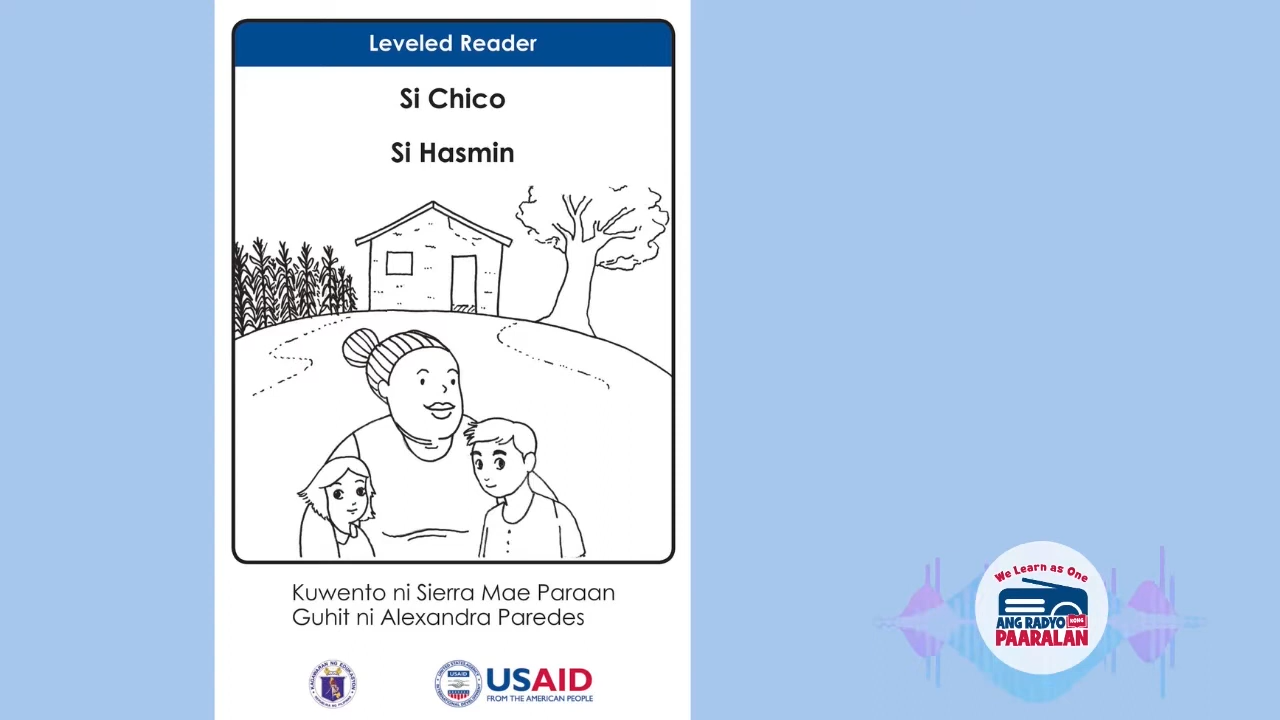 Leveled Reader
Si Chico
Si Hasmin
Kuwento ni Sierra Mae Paraan
Guhit ni Alexandra Paredes
USAID
FROM THE AMERICAN PEOPLE
We Learn as One
ANG RADYO KONG
PAARALAN